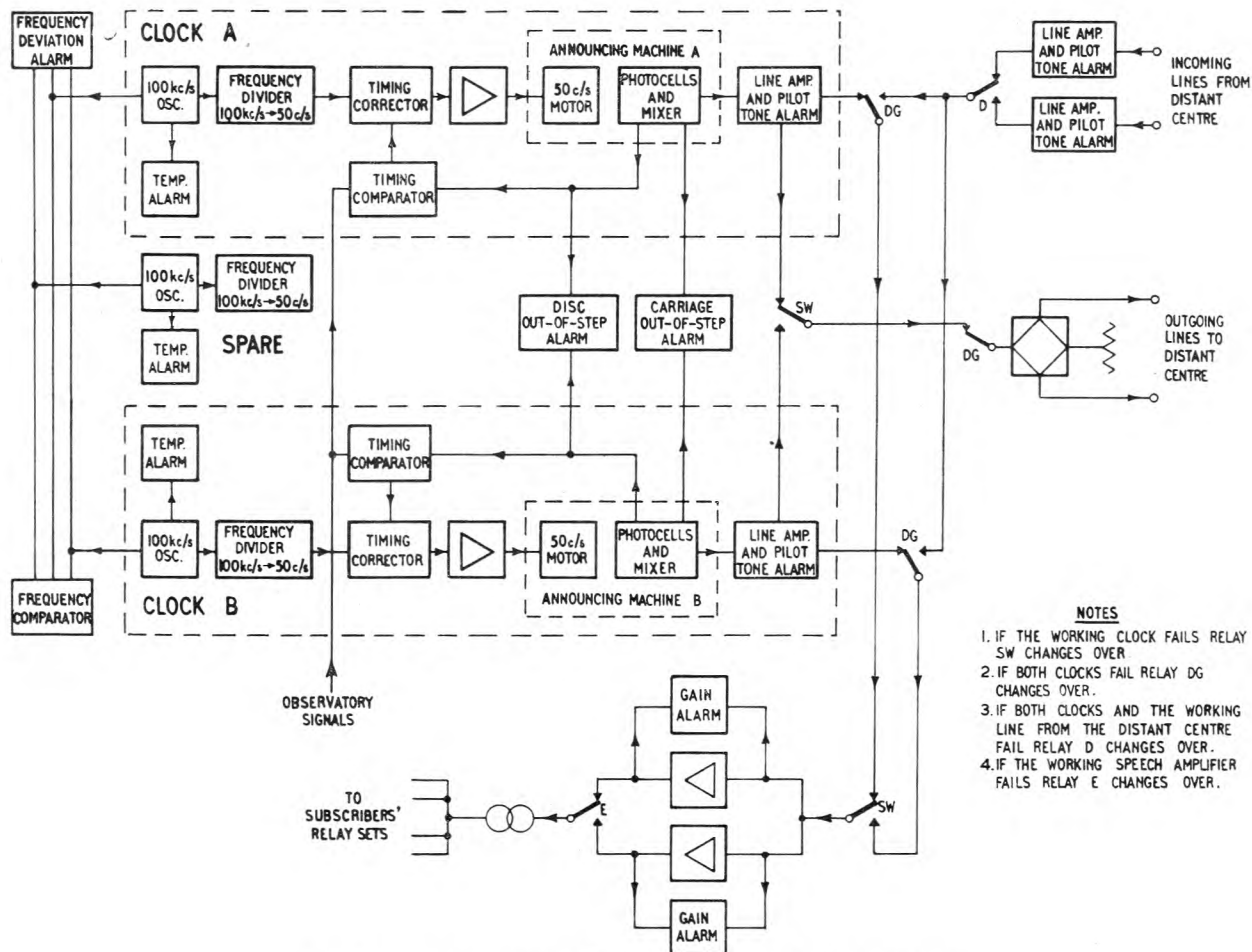 FREQUENCY
DEVIATION
ALARM
CLOCK A
100kc/s
OSC.
FREQUENCY
DIVIDER
100kc/s→50c/s
TIMING
CORRECTOR
ANNOUNCING MACHINE A
50c/s
MOTOR
PHOTOCELLS
AND
MIXER
LINE AMP.
AND PILOT
TONE ALARM
DG
D
LINE AMP.
AND PILOT
TONE ALARM
LINE AMP.
AND PILOT
TONE ALARM
INCOMING
LINES FROM
DISTANT
CENTRE
TEMP.
ALARM
TIMING
COMPARATOR
100kc/s
OSC.
FREQUENCY
DIVIDER
100kc/s→50c/s
TEMP.
ALARM
SPARE
DISC
OUT-OF-STEP
ALARM
CARRIAGE
OUT-OF-STEP
ALARM
SW
DG
OUTGOING
LINES TO
DISTANT
CENTRE
TEMP.
ALARM
TIMING
COMPARATOR
100kc/s
OSC.
FREQUENCY
DIVIDER
100kc/s→50c/s
TIMING
CORRECTOR
50c/s
MOTOR
PHOTOCELLS
AND
MIXER
LINE AMP.
AND PILOT
TONE ALARM
DG
ANNOUNCING MACHINE B
CLOCK B
FREQUENCY
COMPARATOR
OBSERVATORY
SIGNALS
NOTES
1. IF THE WORKING CLOCK FAILS RELAY
SW CHANGES OVER
2. IF BOTH CLOCKS FAIL RELAY DG
CHANGES OVER.
3. IF BOTH CLOCKS AND THE WORKING
LINE FROM THE DISTANT CENTRE
FAIL RELAY D CHANGES OVER.
4. IF THE WORKING SPEECH AMPLIFIER
FAILS RELAY E CHANGES OVER.
GAIN
ALARM
TO
SUBSCRIBERS'
RELAY SETS
E
SW
GAIN
ALARM